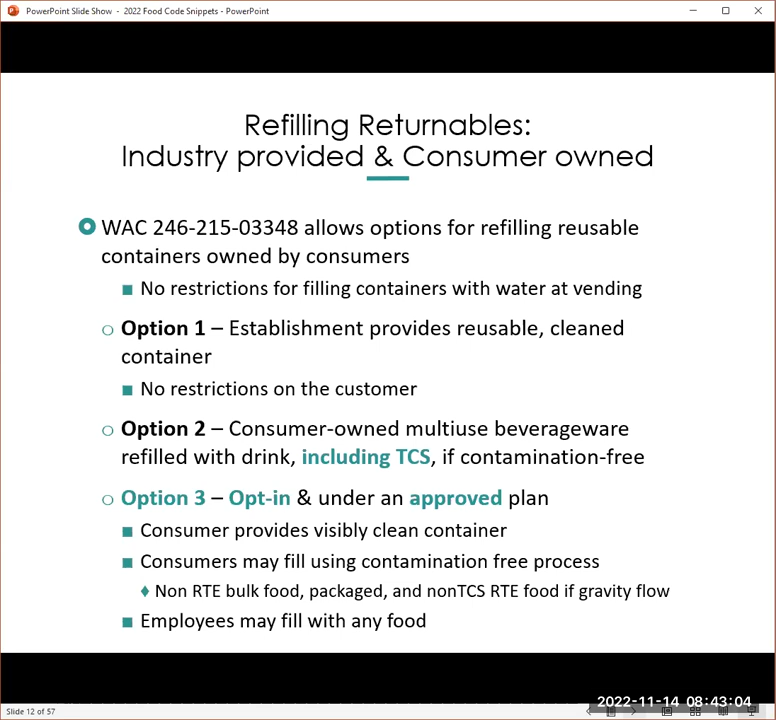 PowerPoint Slide Show - 2022 Food Code Snippets - PowerPoint
Refilling Returnables:
Industry provided & Consumer owned
WAC 246-215-03348 allows options for refilling reusable
containers owned by consumers
No restrictions for filling containers with water at vending
Option 1 – Establishment provides reusable, cleaned
container
No restrictions on the customer
Option 2 – Consumer-owned multiuse beverageware
refilled with drink, including TCS, if contamination-free
Option 3 – Opt-in & under an approved plan
Consumer provides visibly clean container
Consumers may fill using contamination free process
Non RTE bulk food, packaged, and nonTCS RTE food if gravity flow
Employees may fill with any food
2022-11-14 08:43:04
Slide 12 of 57